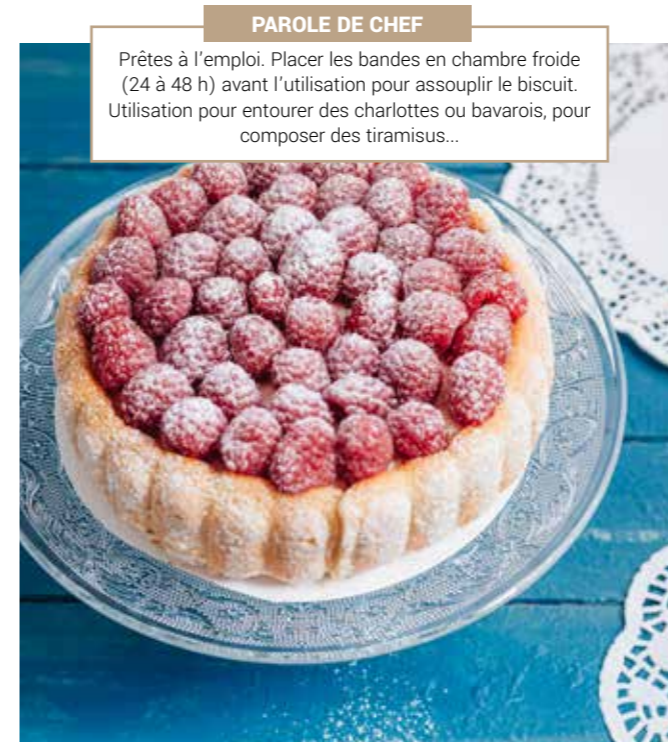 PAROLE DE CHEF
Prêtes à l'emploi. Placer les bandes en chambre froide
(24 à 48 h) avant l'utilisation pour assouplir le biscuit.
Utilisation pour entourer des charlottes ou bavarois, pour
composer des tiramisus...